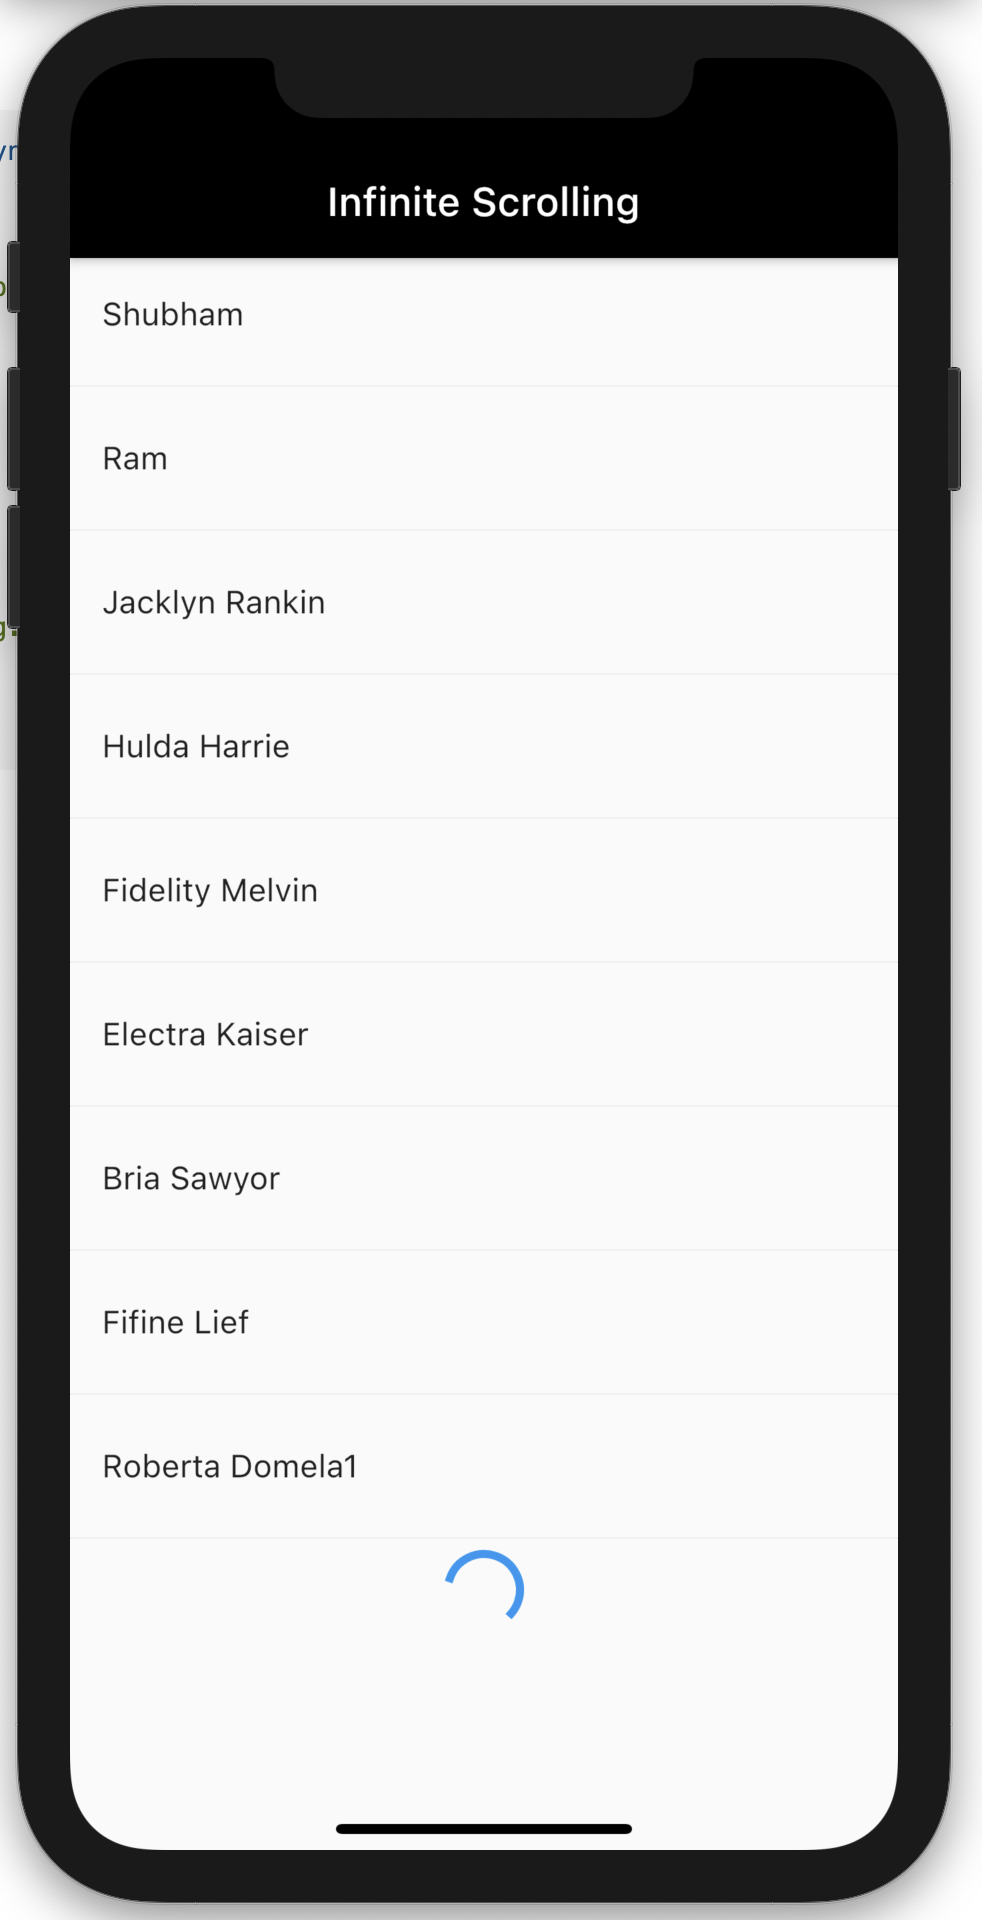 Infinite Scrolling
Shubham
Ram
Jacklyn Rankin
Hulda Harrie
Fidelity Melvin
Electra Kaiser
Bria Sawyor
Fifine Lief
Roberta Domela1